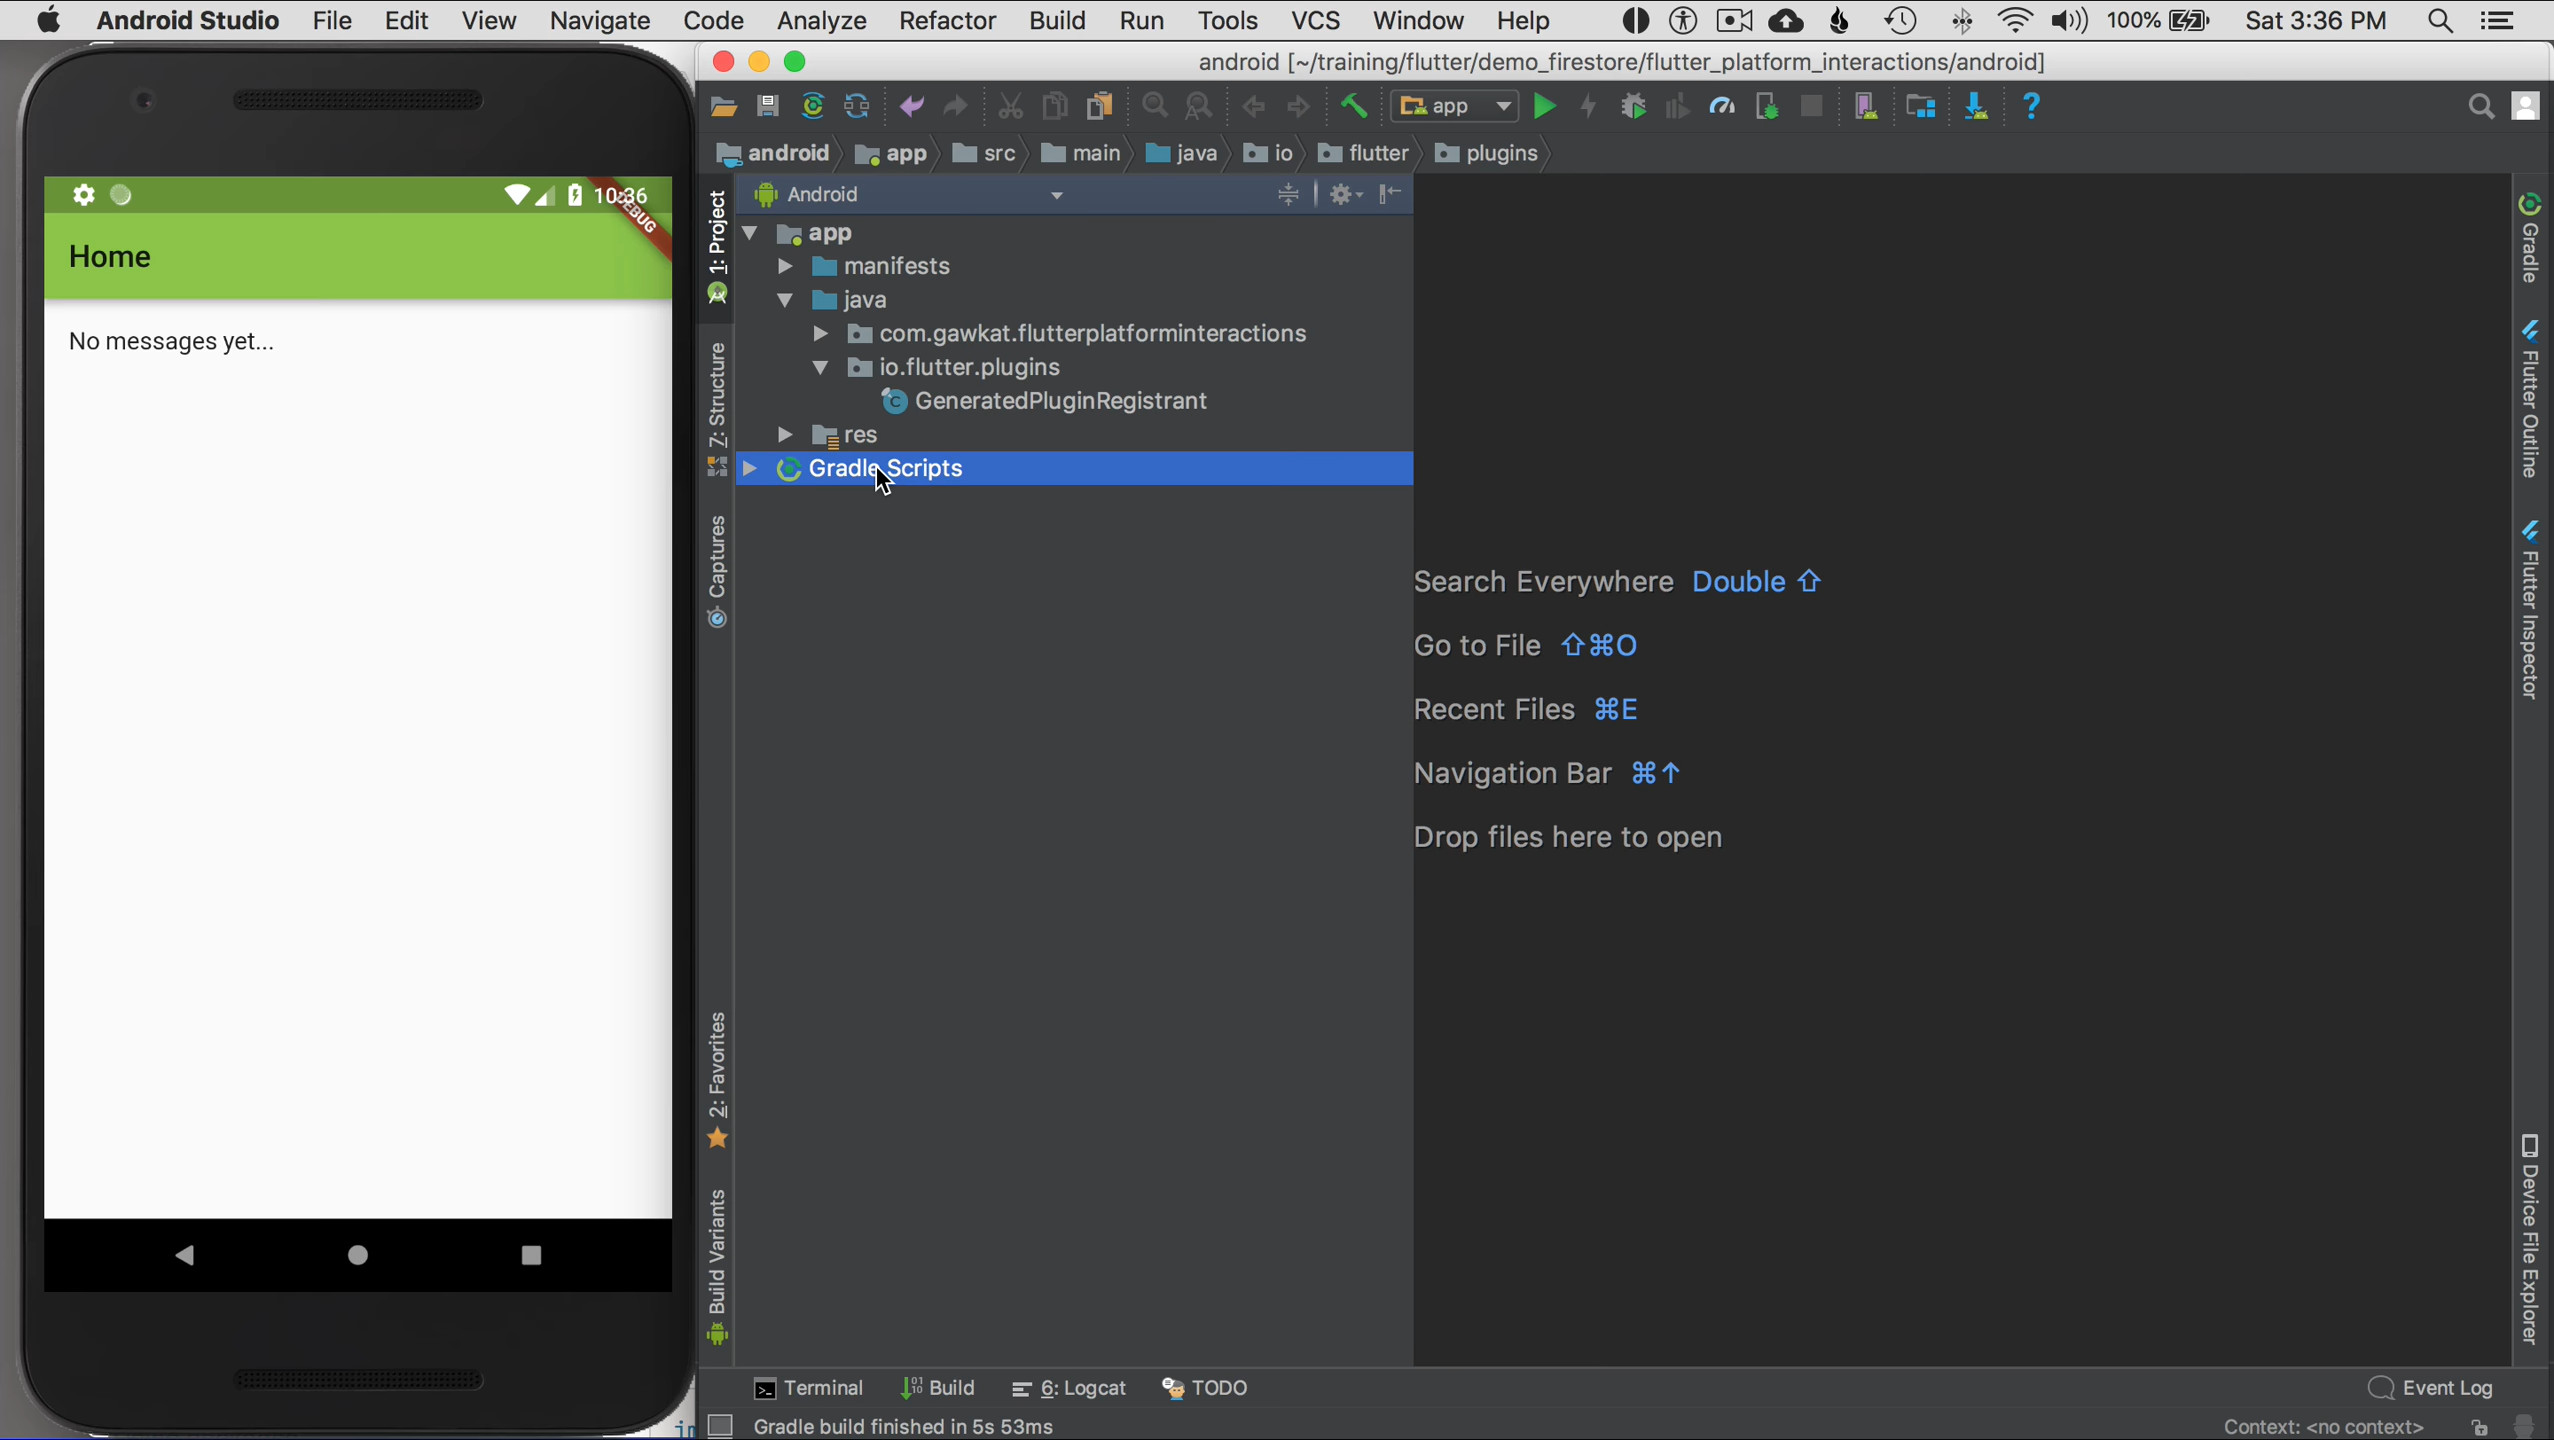 Android Studio File Edit View Navigate Code Analyze Refactor Build Run Tools VCS Window Help 100% Sat 3:36 PM
android [~/training/flutter/demo_firestore/flutter_platform_interactions/android]
app
android app src main java io flutter plugins
10:36
DEBUG
Home
No messages yet...
1: Project
7: Structure
Captures
2: Favorites
Build Variants
Android
app
manifests
java
com.gawkat.flutterplatforminteractions
io.flutter.plugins
GeneratedPluginRegistrant
res
Gradle Scripts
Search Everywhere Double ⇧
Go to File ⇧⌘O
Recent Files ⌘E
Navigation Bar ⌘↑
Drop files here to open
Gradle
Flutter Outline
Flutter Inspector
Device File Explorer
Terminal Build 6: Logcat TODO Event Log
Gradle build finished in 5s 53ms Context: <no context>